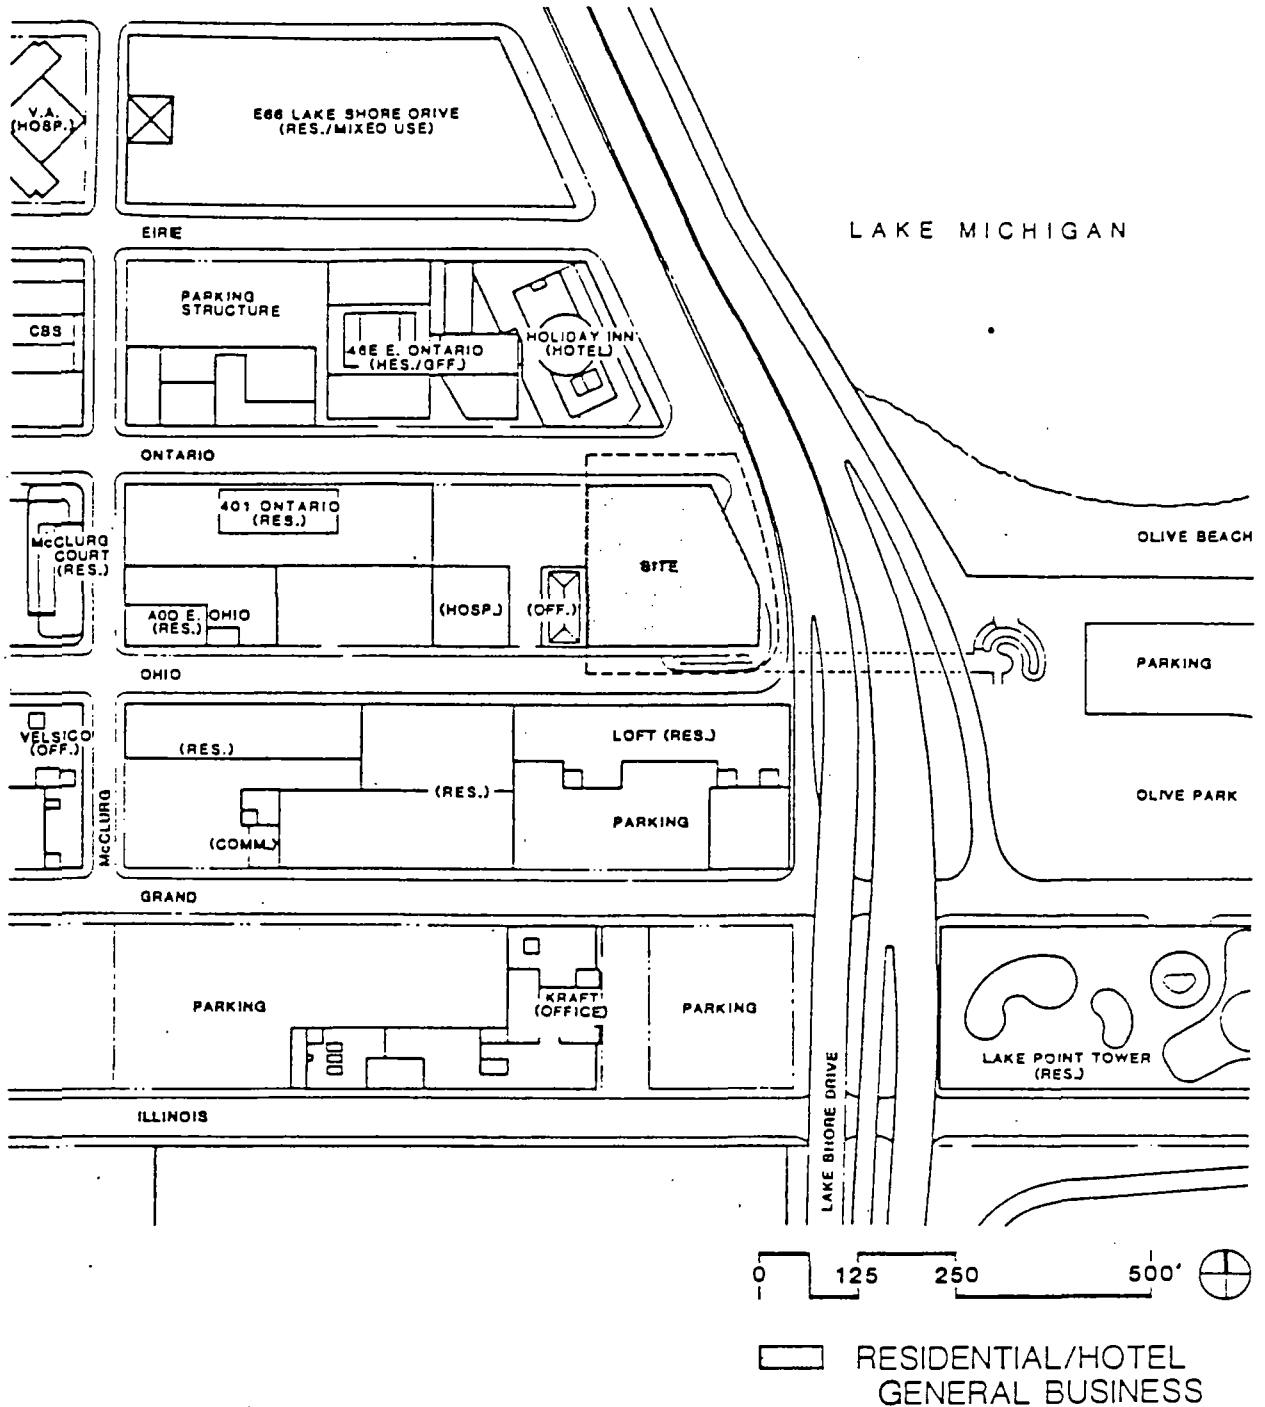 V.A.
(HOSP.)
E66 LAKE SHORE DRIVE
(RES./MIXED USE)
LAKE MICHIGAN
EIRE
PARKING
STRUCTURE
CBS
HOLIDAY INN
(HOTEL)
46E E. ONTARIO
(RES./OFF.)
ONTARIO
401 ONTARIO
(RES.)
McCLURG
COURT
(RES.)
OLIVE BEACH
SITE
A00 E. OHIO
(RES.)
(HOSP.)
(OFF.)
OHIO
PARKING
VELSICO
(OFF.)
(RES.)
LOFT (RES.)
(RES.)
OLIVE PARK
PARKING
McCLURG
(COMM.)
GRAND
PARKING
KRAFT
(OFFICE)
PARKING
LAKE POINT TOWER
(RES.)
ILLINOIS
LAKE SHORE DRIVE
0 125 250 500'
RESIDENTIAL/HOTEL
GENERAL BUSINESS